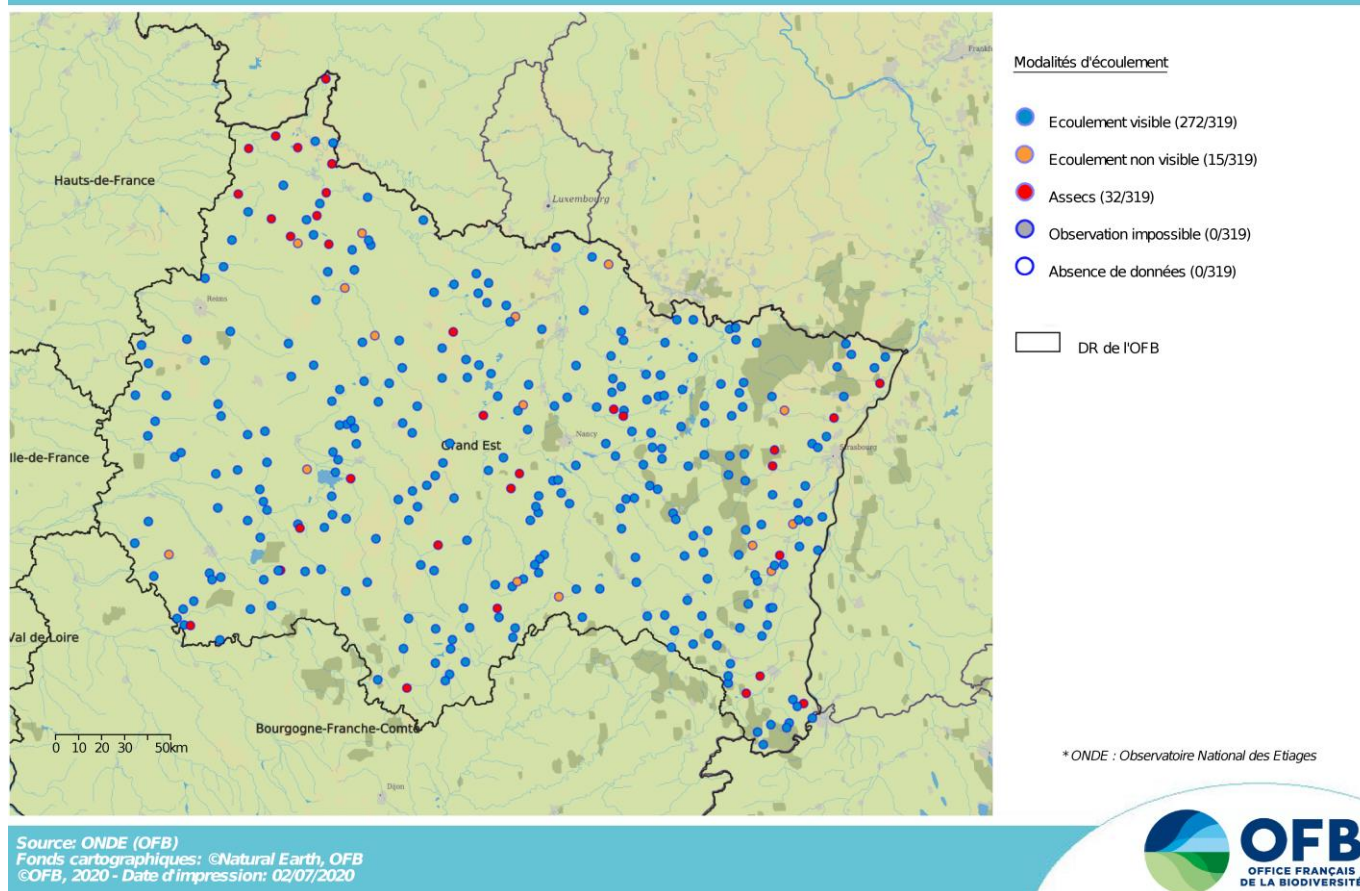 Frankfu
Modalités d'écoulement
Ecoulement visible (272/319)
Ecoulement non visible (15/319)
Hauts-de-France
Luxembourg
Assecs (32/319)
Observation impossible (0/319)
Absence de données (0/319)
Reims
DR de l'OFB
Ile-de-France
Grand Est
Nancy
Strasbourg
Val de Loire
Bourgogne-Franche-Comté
0 10 20 30 50km
Dijon
* ONDE : Observatoire National des Etiages
Source: ONDE (OFB)
Fonds cartographiques: ©Natural Earth, OFB
©OFB, 2020 - Date d'impression: 02/07/2020
OFB
OFFICE FRANÇAIS
DE LA BIODIVERSITÉ